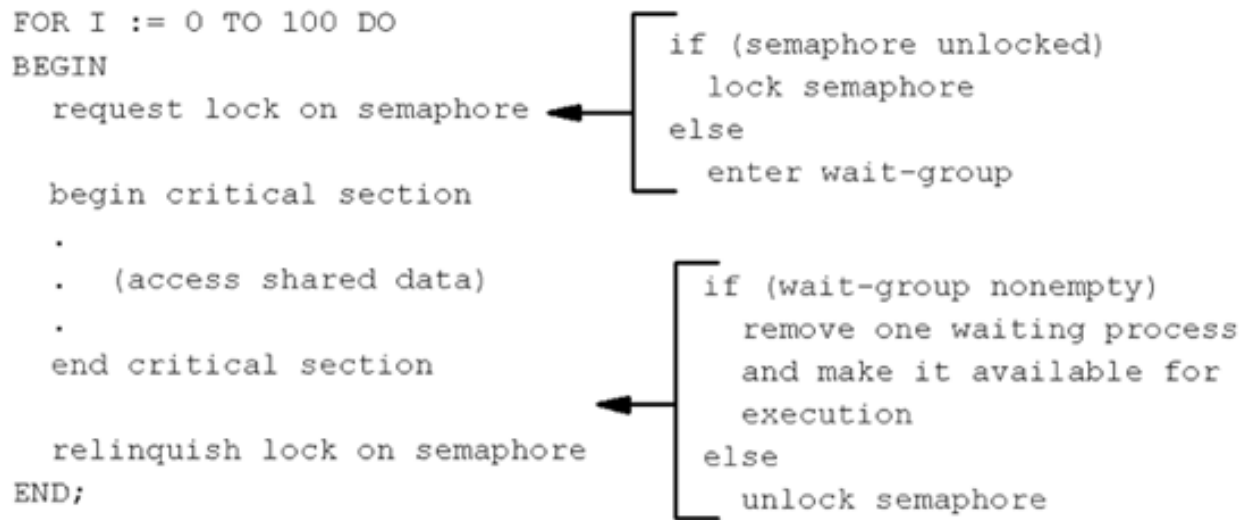 FOR I := 0 TO 100 DO
BEGIN
request lock on semaphore
begin critical section
.
. (access shared data)
.
end critical section
relinquish lock on semaphore
END;
if (semaphore unlocked)
lock semaphore
else
enter wait-group
if (wait-group nonempty)
remove one waiting process
and make it available for
execution
else
unlock semaphore